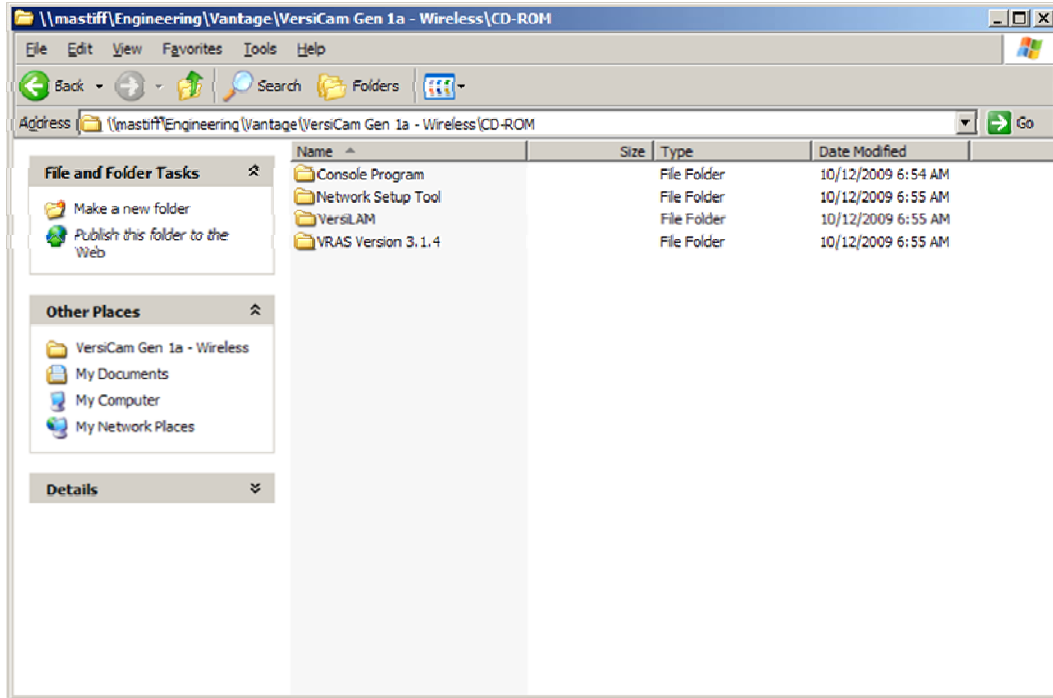 \\mastiff\Engineering\Vantage\VersiCam Gen 1a - Wireless\CD-ROM
File Edit View Favorites Tools Help
Back Search Folders
Address \\mastiff\Engineering\Vantage\VersiCam Gen 1a - Wireless\CD-ROM Go
Name Size Type Date Modified
File and Folder Tasks
Make a new folder
Publish this folder to the
Web
Other Places
VersiCam Gen 1a - Wireless
My Documents
My Computer
My Network Places
Details
Console Program File Folder 10/12/2009 6:54 AM
Network Setup Tool File Folder 10/12/2009 6:55 AM
VersiLAM File Folder 10/12/2009 6:55 AM
VRAS Version 3.1.4 File Folder 10/12/2009 6:55 AM